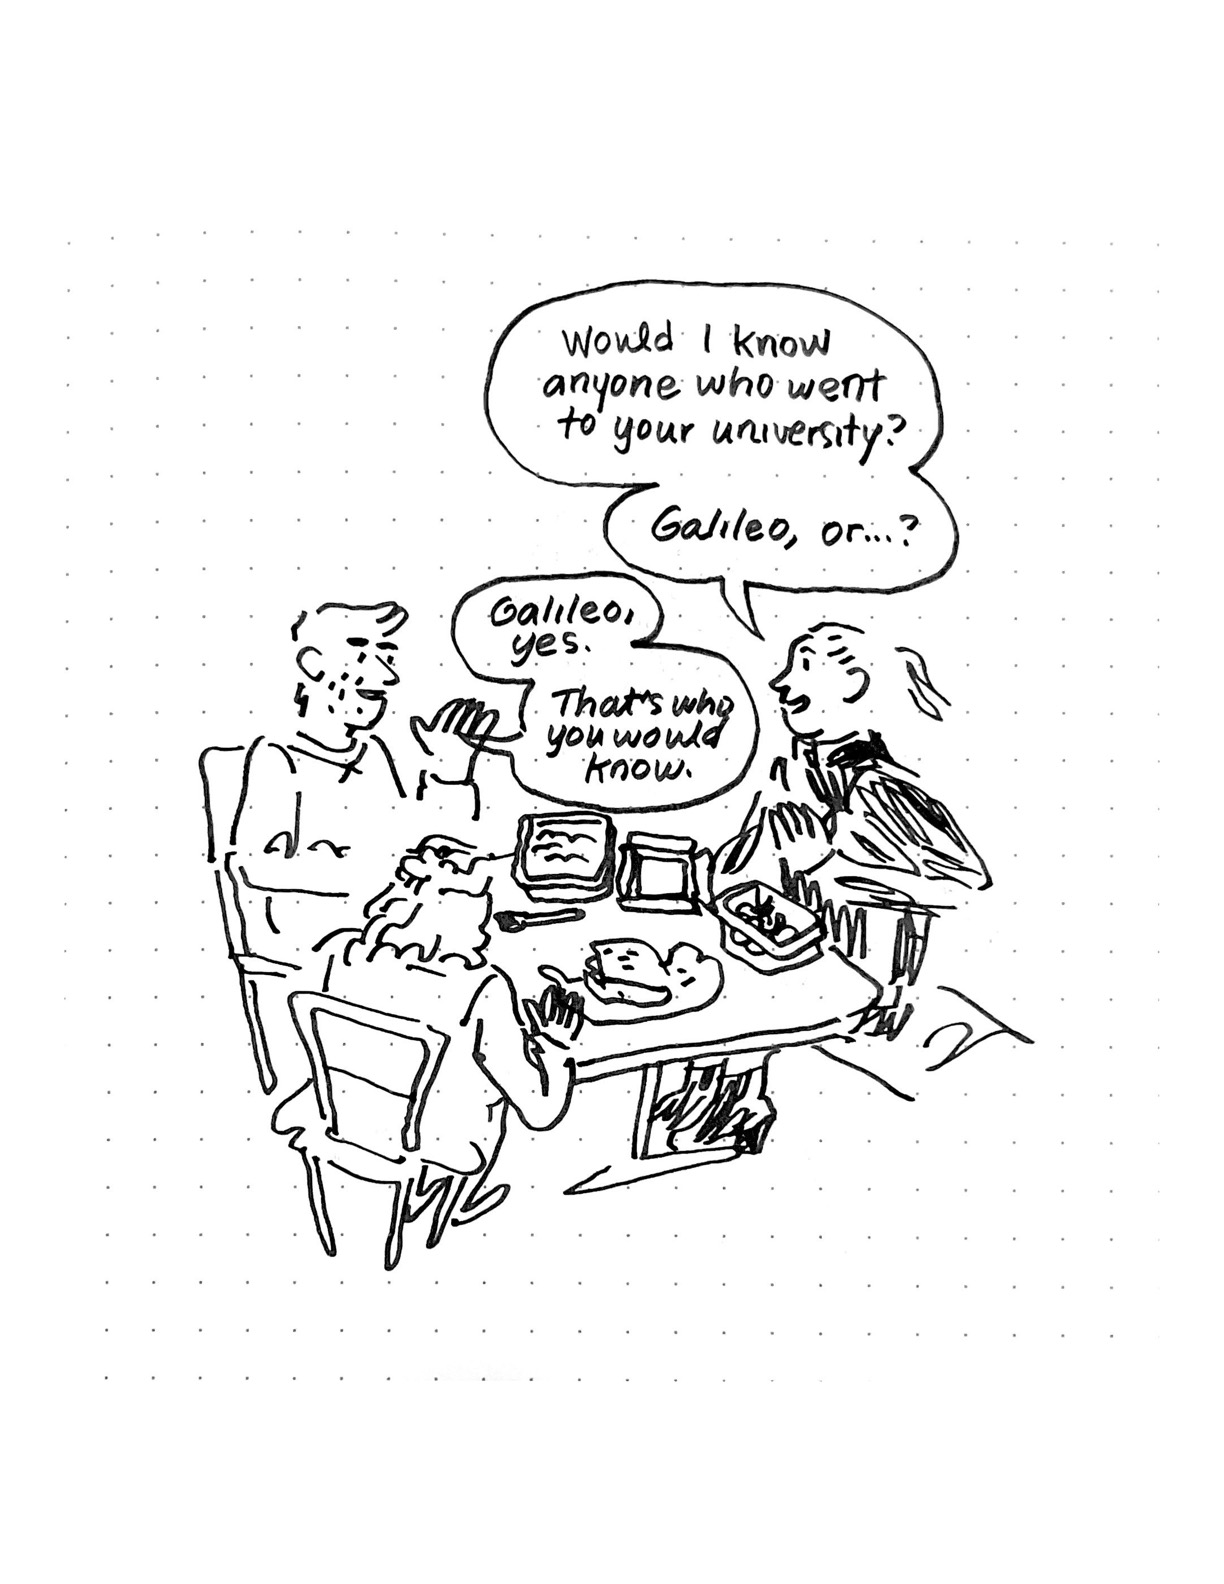 Would I know
anyone who went
to your university?
Galileo, or...?
Galileo,
yes.
That's who
you would
know.